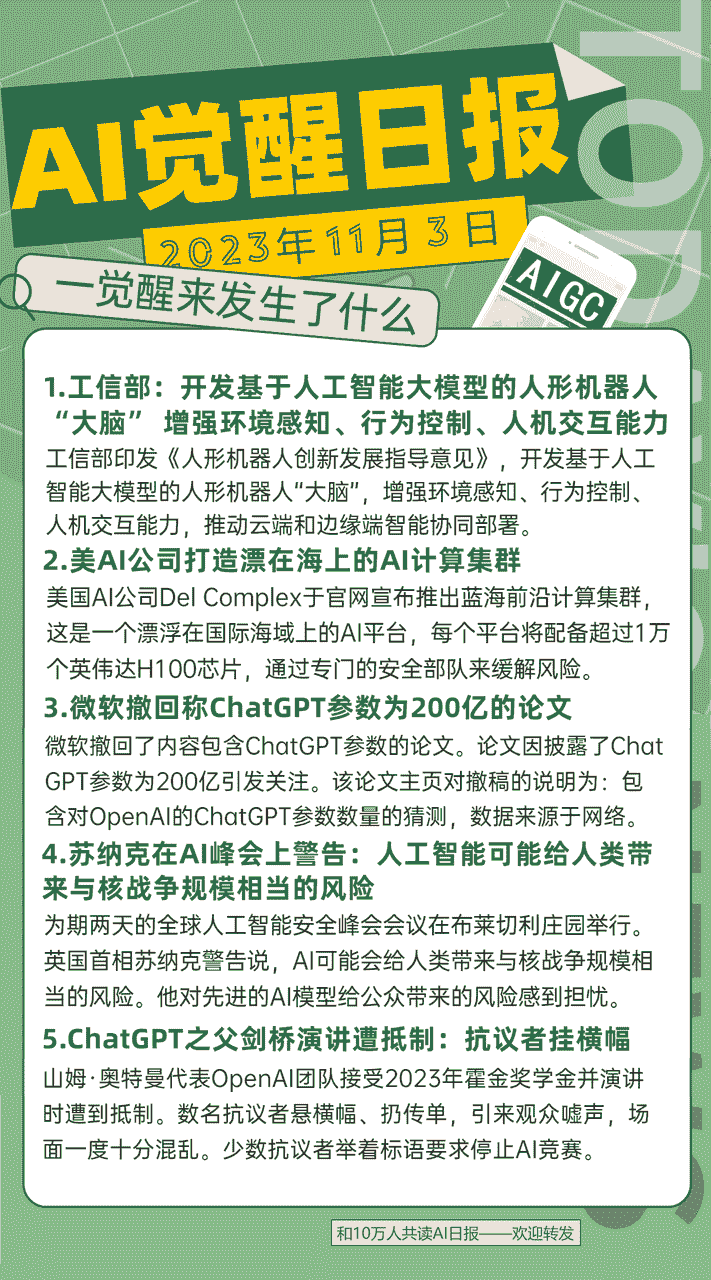 AI觉醒日报
2023年11月3日
一觉醒来发生了什么
AIGC
1.工信部：开发基于人工智能大模型的人形机器人
“大脑” 增强环境感知、行为控制、人机交互能力
工信部印发《人形机器人创新发展指导意见》，开发基于人工
智能大模型的人形机器人“大脑”，增强环境感知、行为控制、
人机交互能力，推动云端和边缘端智能协同部署。
2.美AI公司打造漂在海上的AI计算集群
美国AI公司Del Complex于官网宣布推出蓝海前沿计算集群，
这是一个漂浮在国际海域上的AI平台，每个平台将配备超过1万
个英伟达H100芯片，通过专门的安全部队来缓解风险。
3.微软撤回称ChatGPT参数为200亿的论文
微软撤回了内容包含ChatGPT参数的论文。论文因披露了Chat
GPT参数为200亿引发关注。该论文主页对撤稿的说明为：包
含对OpenAI的ChatGPT参数数量的猜测，数据来源于网络。
4.苏纳克在AI峰会上警告：人工智能可能给人类带
来与核战争规模相当的风险
为期两天的全球人工智能安全峰会会议在布莱切利庄园举行。
英国首相苏纳克警告说，AI可能会给人类带来与核战争规模相
当的风险。他对先进的AI模型给公众带来的风险感到担忧。
5.ChatGPT之父剑桥演讲遭抵制：抗议者挂横幅
山姆·奥特曼代表OpenAI团队接受2023年霍金奖学金并演讲
时遭到抵制。数名抗议者悬横幅、扔传单，引来观众嘘声，场
面一度十分混乱。少数抗议者举着标语要求停止AI竞赛。
和10万人共读AI日报——欢迎转发